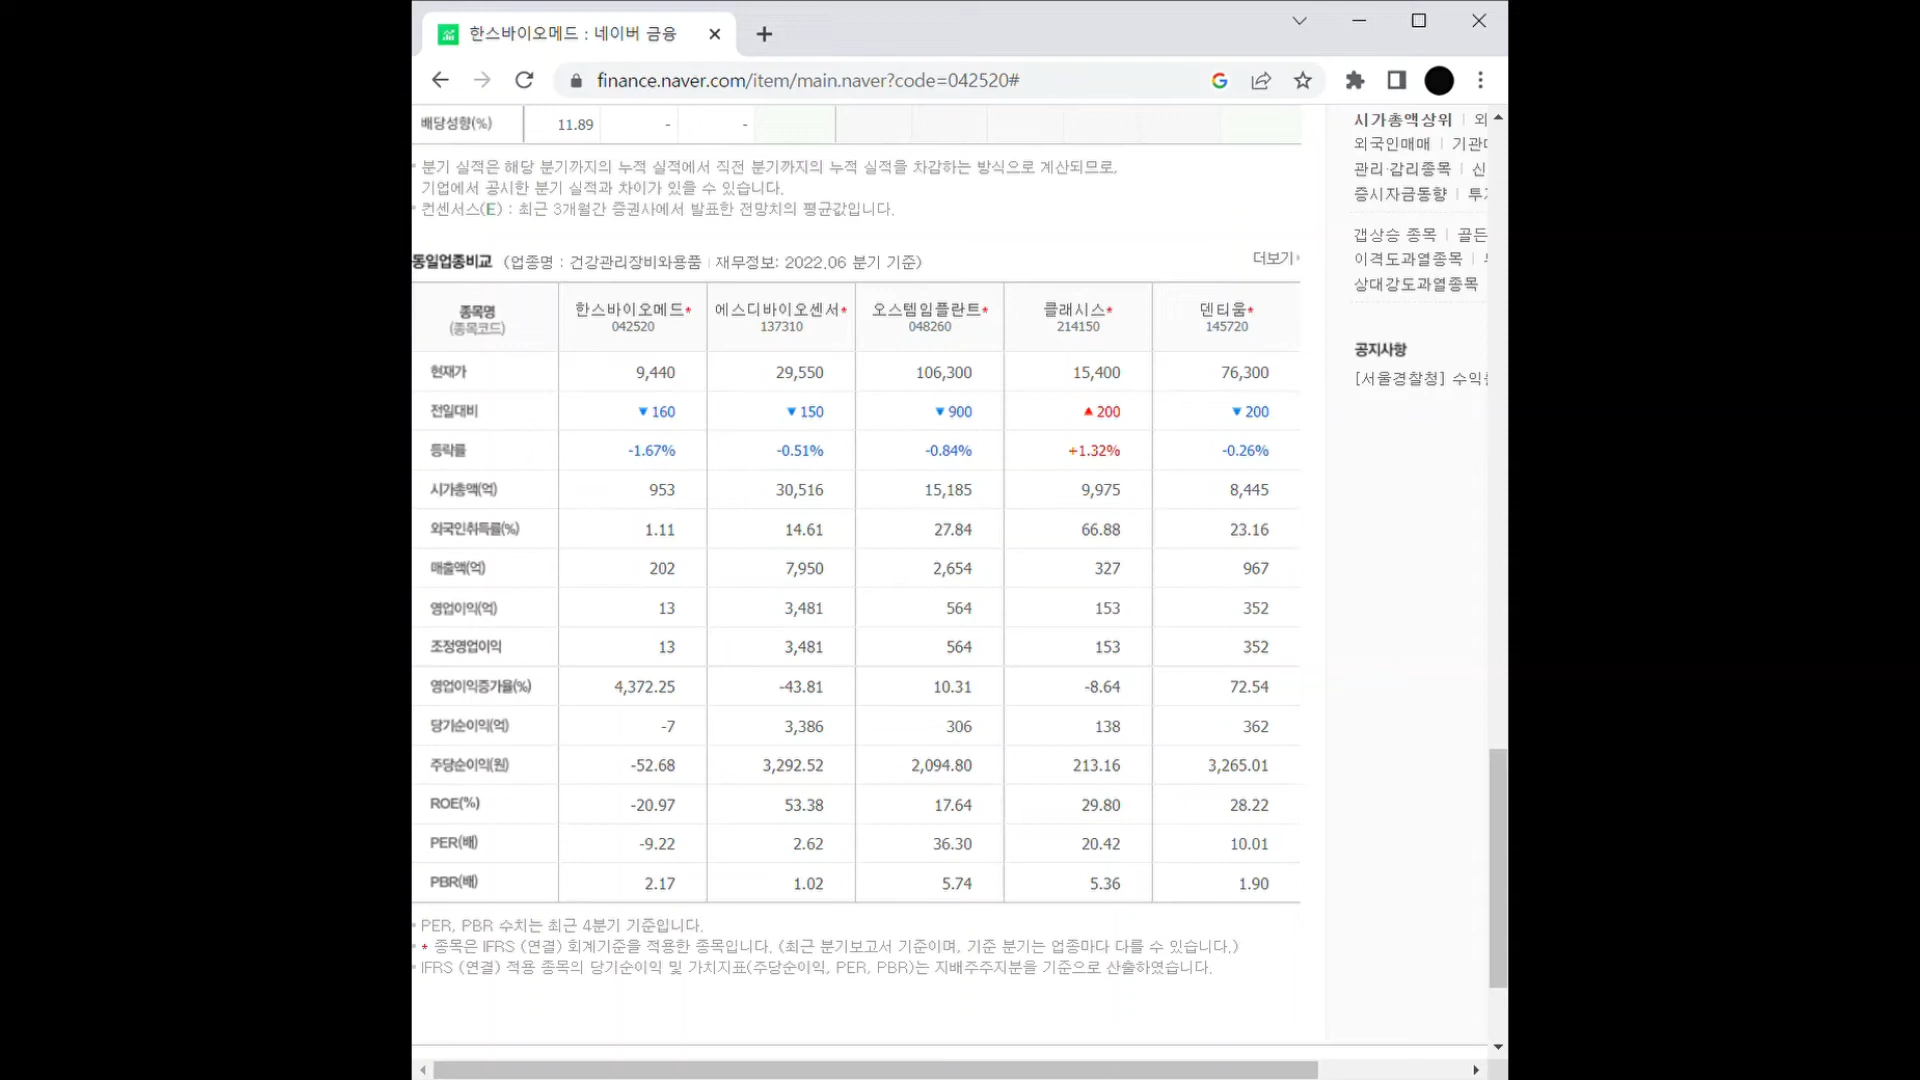 한스바이오메드 : 네이버 금융
finance.naver.com/item/main.naver?code=042520#
배당성향(%) 11.89 - -
분기 실적은 해당 분기까지의 누적 실적에서 직전 분기까지의 누적 실적을 차감하는 방식으로 계산되므로,
기업에서 공시한 분기 실적과 차이가 있을 수 있습니다.
컨센서스(E) : 최근 3개월간 증권사에서 발표한 전망치의 평균값입니다.
동일업종비교 (업종명 : 건강관리장비와용품 | 재무정보: 2022.06 분기 기준) 더보기
종목명 한스바이오메드* 에스디바이오센서* 오스템임플란트* 클래시스* 덴티움*
(종목코드) 042520 137310 048260 214150 145720
현재가 9,440 29,550 106,300 15,400 76,300
전일대비 ▼160 ▼150 ▼900 ▲200 ▼200
등락률 -1.67% -0.51% -0.84% +1.32% -0.26%
시가총액(억) 953 30,516 15,185 9,975 8,445
외국인취득률(%) 1.11 14.61 27.84 66.88 23.16
매출액(억) 202 7,950 2,654 327 967
영업이익(억) 13 3,481 564 153 352
조정영업이익 13 3,481 564 153 352
영업이익증가율(%) 4,372.25 -43.81 10.31 -8.64 72.54
당기순이익(억) -7 3,386 306 138 362
주당순이익(원) -52.68 3,292.52 2,094.80 213.16 3,265.01
ROE(%) -20.97 53.38 17.64 29.80 28.22
PER(배) -9.22 2.62 36.30 20.42 10.01
PBR(배) 2.17 1.02 5.74 5.36 1.90
PER, PBR 수치는 최근 4분기 기준입니다.
* 종목은 IFRS (연결) 회계기준을 적용한 종목입니다. (최근 분기보고서 기준이며, 기준 분기는 업종마다 다를 수 있습니다.)
IFRS (연결) 적용 종목의 당기순이익 및 가치지표(주당순이익, PER, PBR)는 지배주주지분을 기준으로 산출하였습니다.
시가총액상위 | 외
외국인매매 | 기관
관리·감리종목 | 신
증시자금동향 | 투
갭상승 종목 | 골든
이격도과열종목 |
상대강도과열종목
공지사항
[서울경찰청] 수익